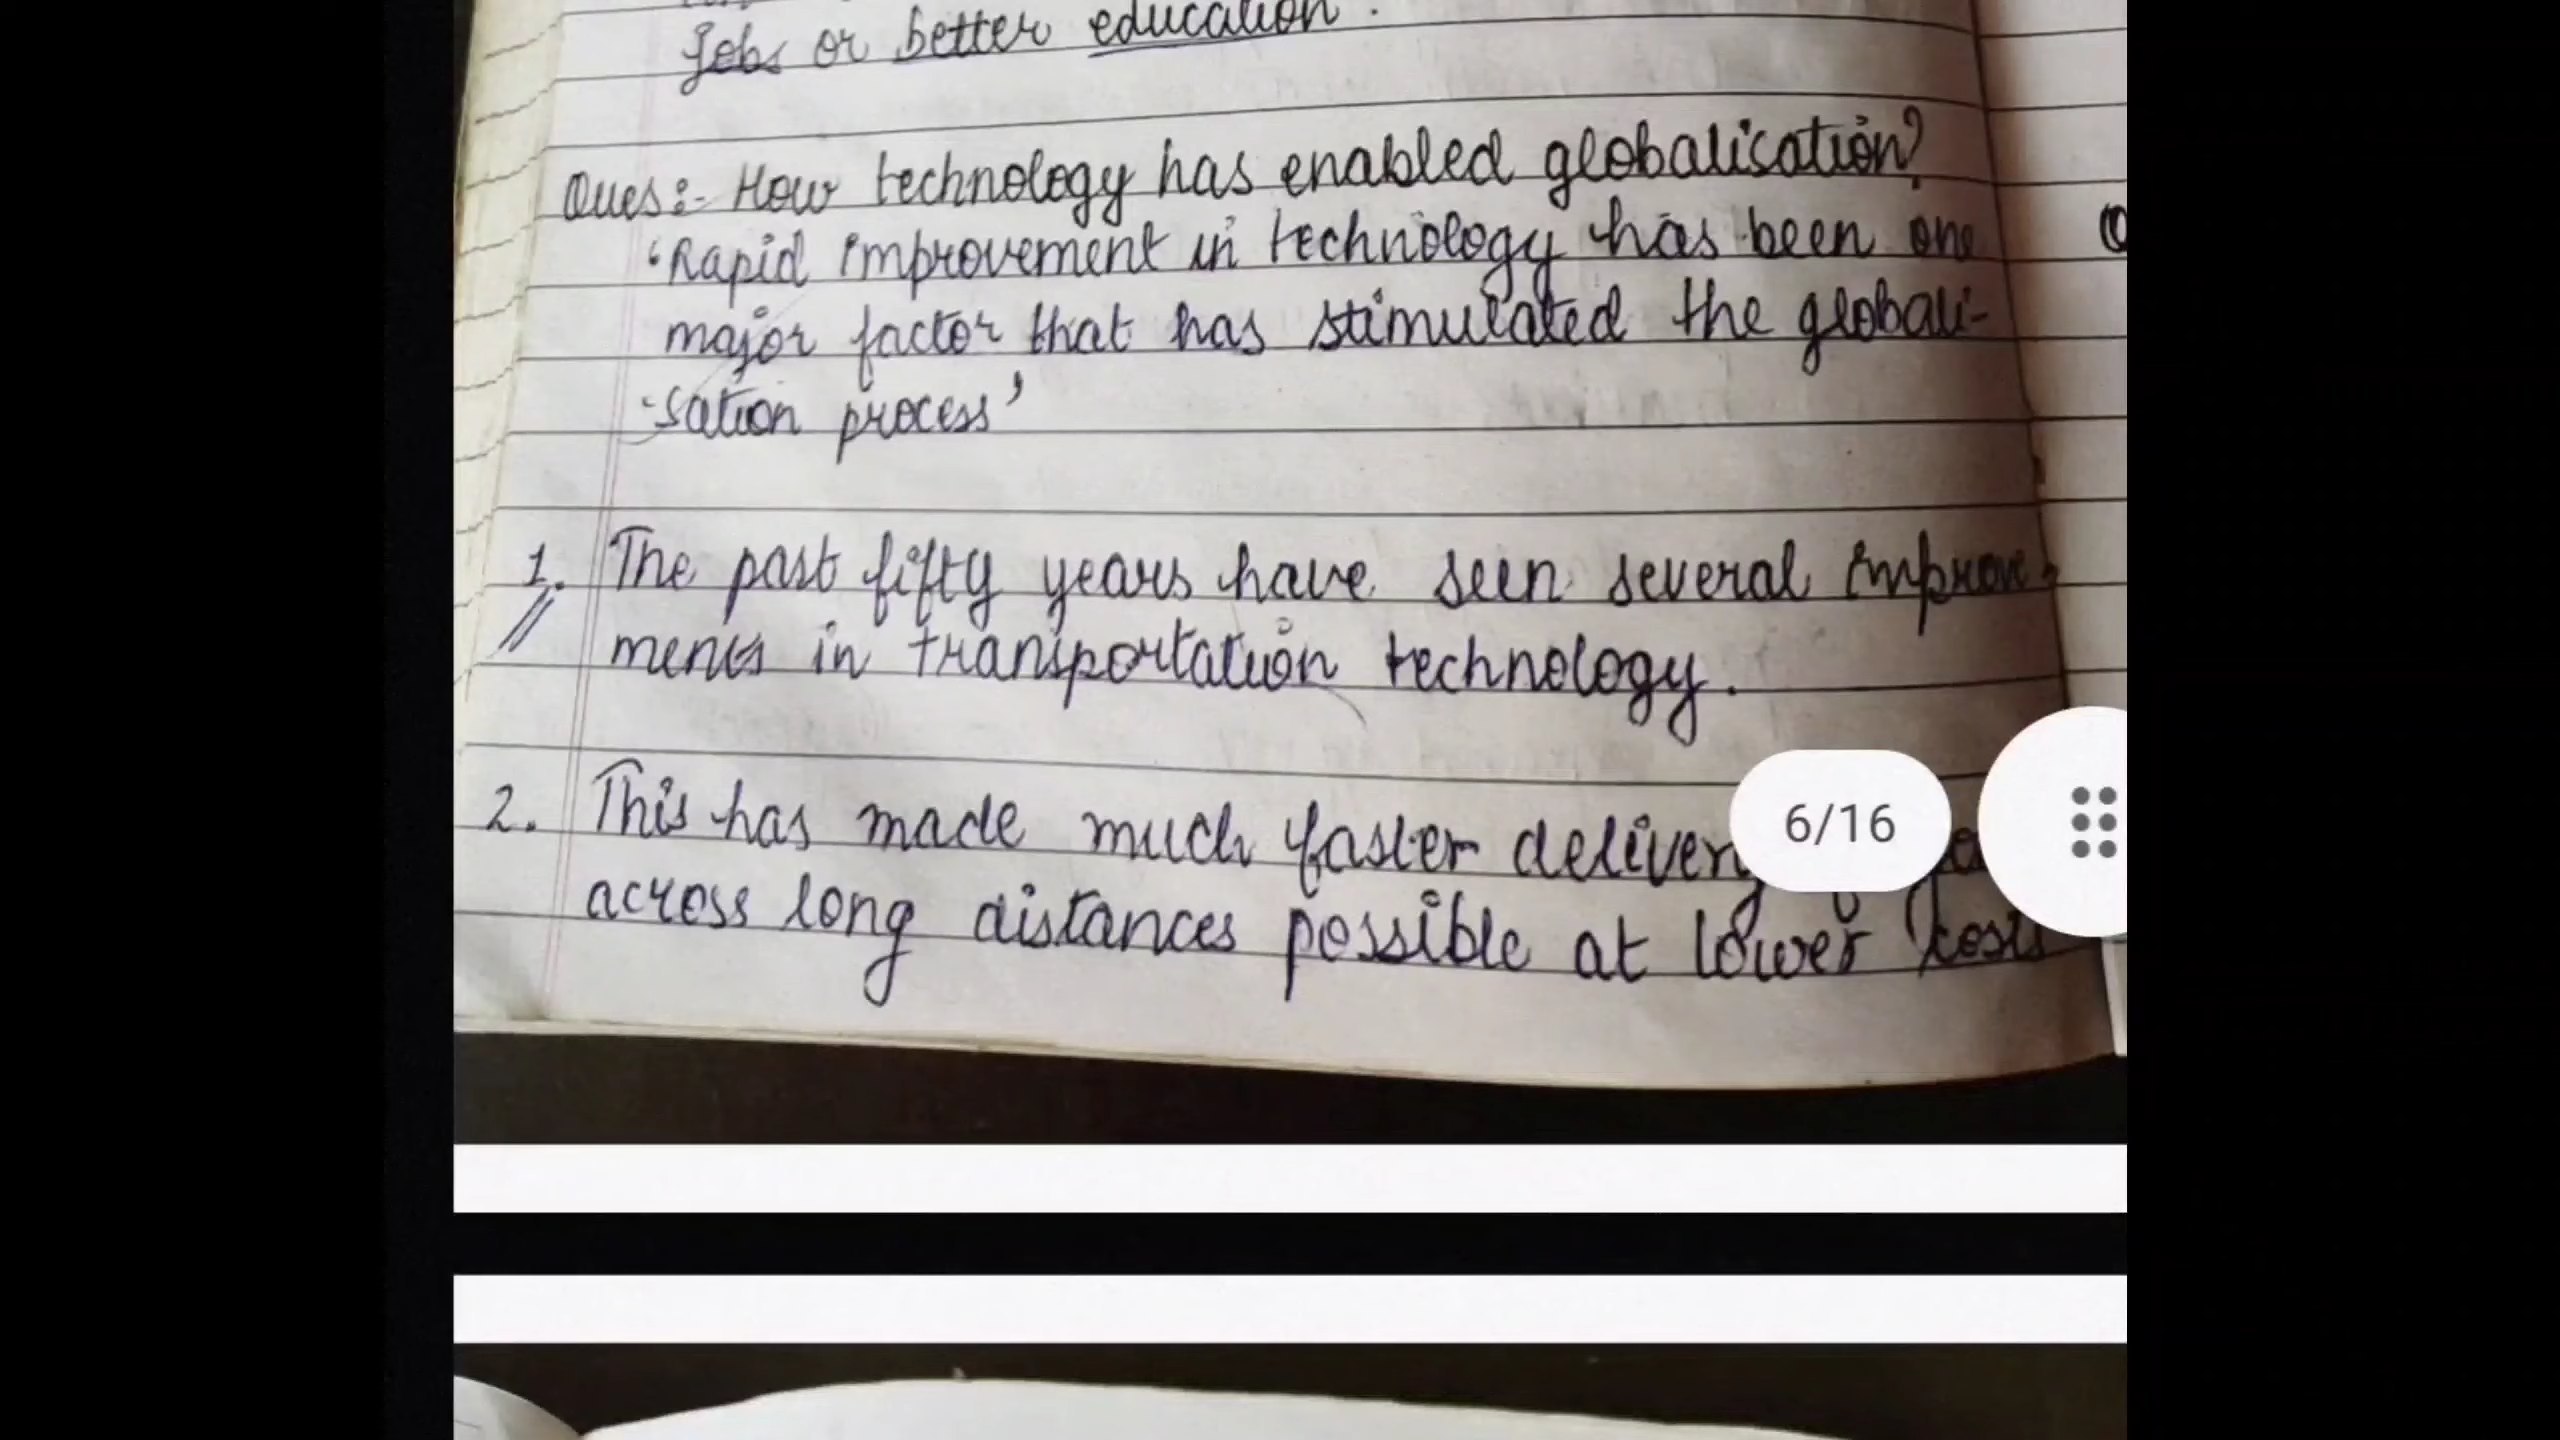 Jobs or better education.
Ques:- How technology has enabled globalisation?
'Rapid improvement in technology has been one
major factor that has stimulated the globali-
-sation process'
1. The past fifty years have seen several improve-
ments in transportation technology.
2. This has made much faster delivery
across long distances possible at lower costs
6/16